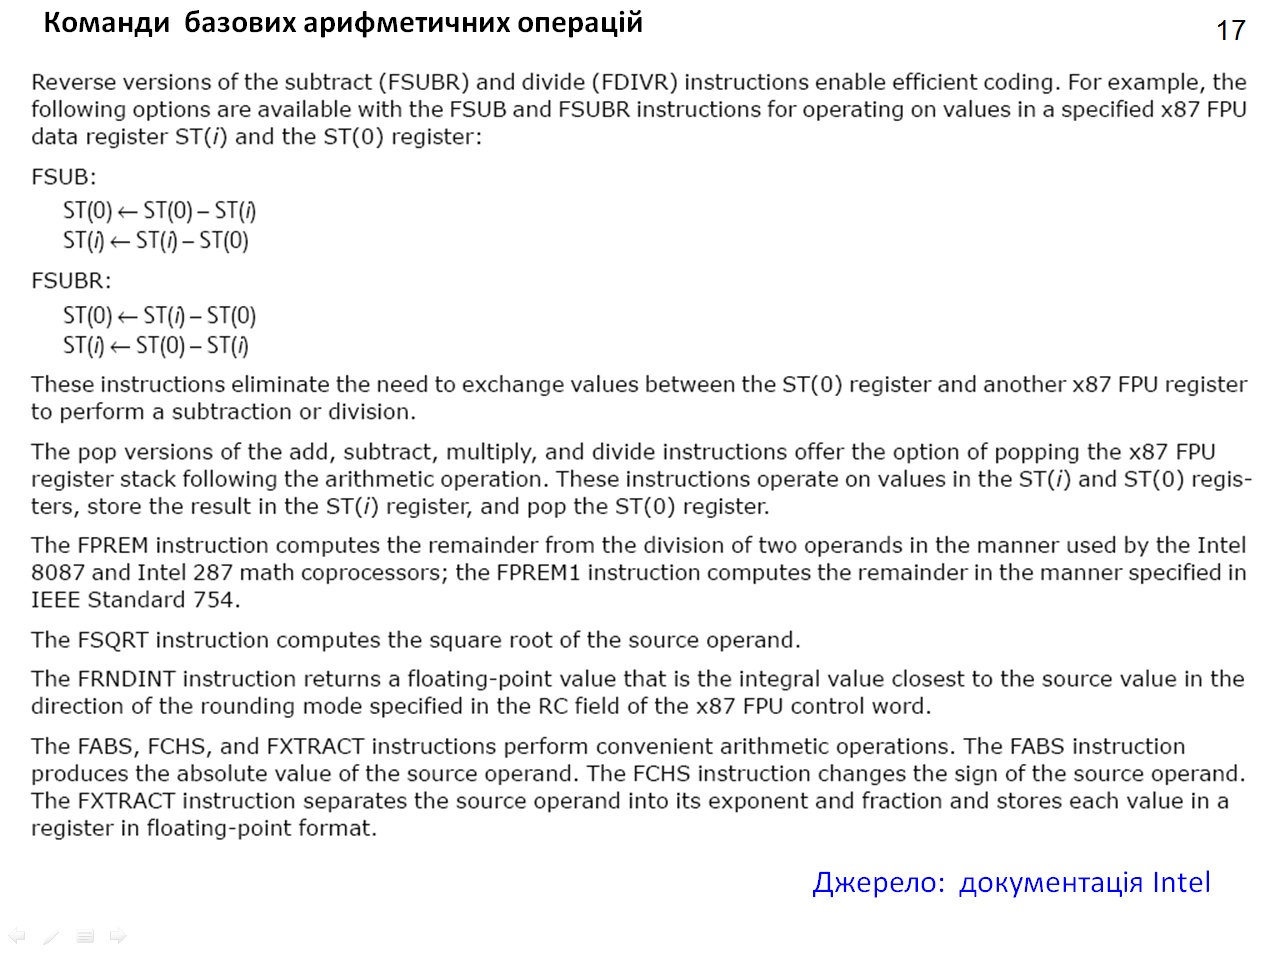 Команди базових арифметичних операцій
17
Reverse versions of the subtract (FSUBR) and divide (FDIVR) instructions enable efficient coding. For example, the
following options are available with the FSUB and FSUBR instructions for operating on values in a specified x87 FPU
data register ST(i) and the ST(0) register:
FSUB:
ST(0) ← ST(0) – ST(i)
ST(i) ← ST(i) – ST(0)
FSUBR:
ST(0) ← ST(i) – ST(0)
ST(i) ← ST(0) – ST(i)
These instructions eliminate the need to exchange values between the ST(0) register and another x87 FPU register
to perform a subtraction or division.
The pop versions of the add, subtract, multiply, and divide instructions offer the option of popping the x87 FPU
register stack following the arithmetic operation. These instructions operate on values in the ST(i) and ST(0) regis-
ters, store the result in the ST(i) register, and pop the ST(0) register.
The FPREM instruction computes the remainder from the division of two operands in the manner used by the Intel
8087 and Intel 287 math coprocessors; the FPREM1 instruction computes the remainder in the manner specified in
IEEE Standard 754.
The FSQRT instruction computes the square root of the source operand.
The FRNDINT instruction returns a floating-point value that is the integral value closest to the source value in the
direction of the rounding mode specified in the RC field of the x87 FPU control word.
The FABS, FCHS, and FXTRACT instructions perform convenient arithmetic operations. The FABS instruction
produces the absolute value of the source operand. The FCHS instruction changes the sign of the source operand.
The FXTRACT instruction separates the source operand into its exponent and fraction and stores each value in a
register in floating-point format.
Джерело: документація Intel